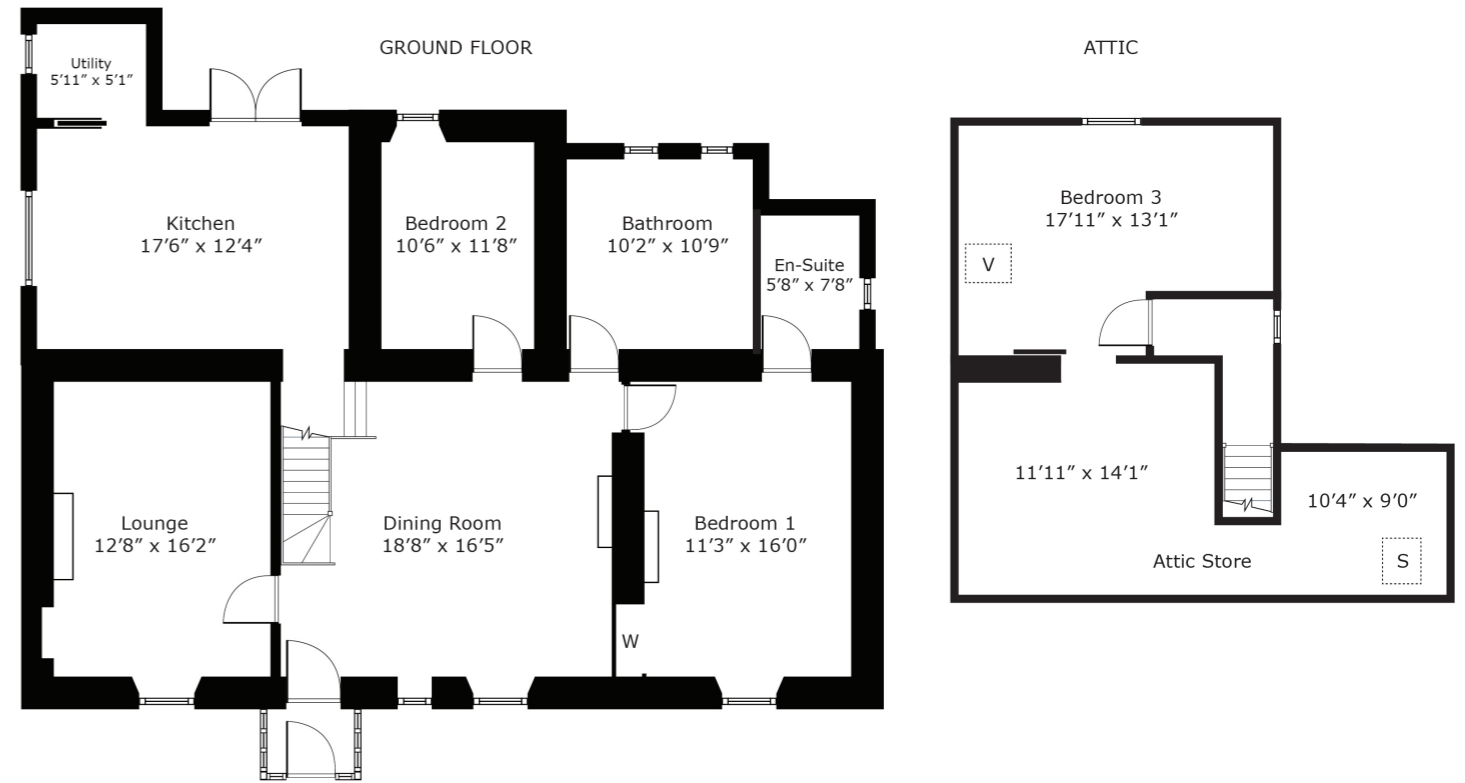 GROUND FLOOR
Utility
5’11” x 5’1”
Kitchen
17’6” x 12’4”
Bedroom 2
10’6” x 11’8”
Bathroom
10’2” x 10’9”
En-Suite
5’8” x 7’8”
Lounge
12’8” x 16’2”
Dining Room
18’8” x 16’5”
Bedroom 1
11’3” x 16’0”
W
ATTIC
Bedroom 3
17’11” x 13’1”
V
11’11” x 14’1”
10’4” x 9’0”
Attic Store
S